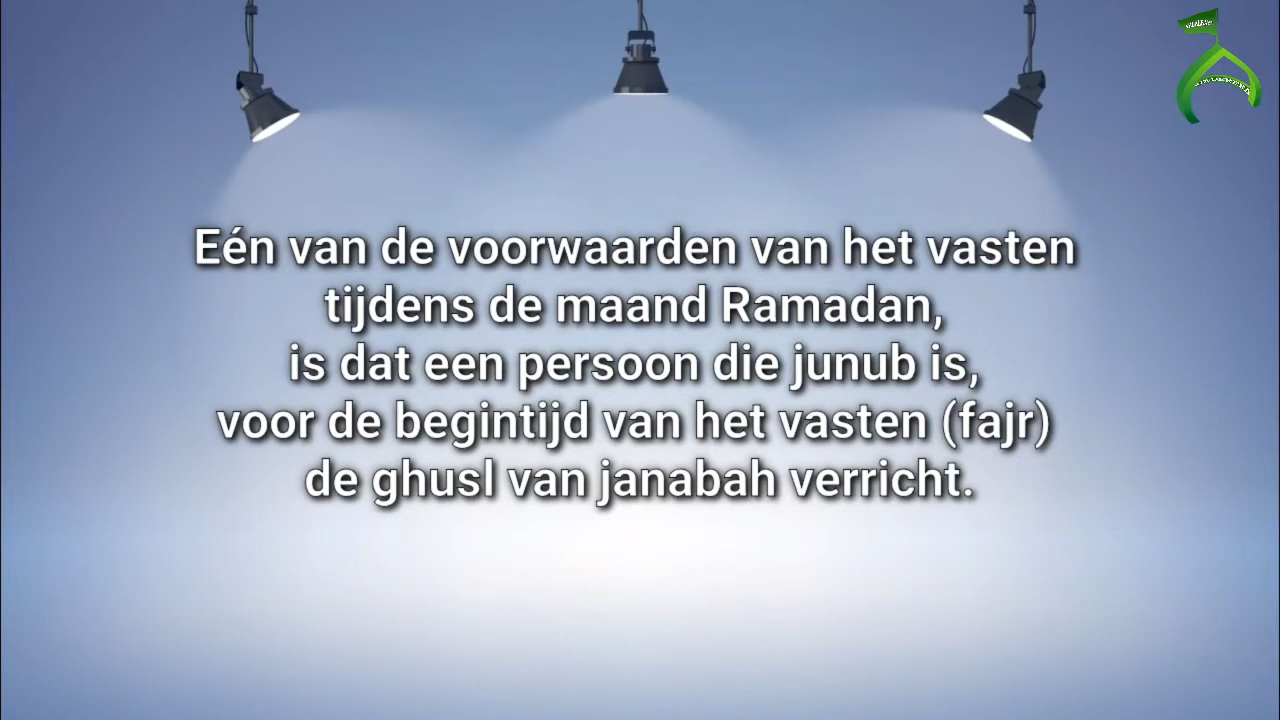 Eén van de voorwaarden van het vasten
tijdens de maand Ramadan,
is dat een persoon die junub is,
voor de begintijd van het vasten (fajr)
de ghusl van janabah verricht.